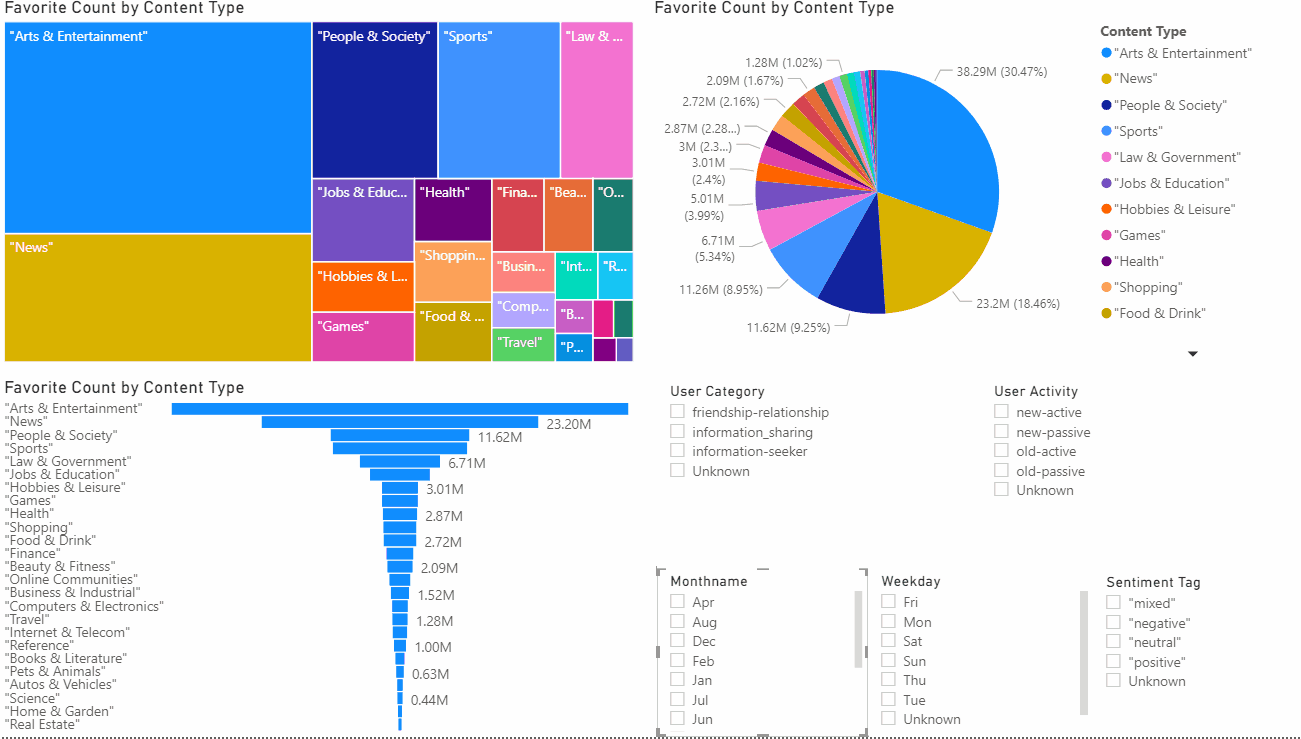 Favorite Count by Content Type
"Arts & Entertainment"
"People & Society"
"Sports"
"Law & ...
"News"
"Jobs & Educ...
"Health"
"Fina...
"Bea...
"O...
"Hobbies & L...
"Shoppin...
"Busin...
"Int...
"R...
"Games"
"Food & ...
"Comp...
"B...
"Travel"
"P...
Favorite Count by Content Type
1.28M (1.02%)
2.09M (1.67%)
2.72M (2.16%)
2.87M (2.28...)
3M (2.3...)
3.01M
(2.4%)
5.01M
(3.99%)
6.71M
(5.34%)
11.26M (8.95%)
11.62M (9.25%)
23.2M (18.46%)
38.29M (30.47%)
Content Type
"Arts & Entertainment"
"News"
"People & Society"
"Sports"
"Law & Government"
"Jobs & Education"
"Hobbies & Leisure"
"Games"
"Health"
"Shopping"
"Food & Drink"
Favorite Count by Content Type
"Arts & Entertainment"
"News" 23.20M
"People & Society" 11.62M
"Sports"
"Law & Government" 6.71M
"Jobs & Education"
"Hobbies & Leisure" 3.01M
"Games"
"Health" 2.87M
"Shopping"
"Food & Drink" 2.72M
"Finance"
"Beauty & Fitness" 2.09M
"Online Communities"
"Business & Industrial" 1.52M
"Computers & Electronics"
"Travel" 1.28M
"Internet & Telecom"
"Reference" 1.00M
"Books & Literature"
"Pets & Animals" 0.63M
"Autos & Vehicles"
"Science" 0.44M
"Home & Garden"
"Real Estate"
User Category
friendship-relationship
information_sharing
information-seeker
Unknown
User Activity
new-active
new-passive
old-active
old-passive
Unknown
Monthname
Apr
Aug
Dec
Feb
Jan
Jul
Jun
Weekday
Fri
Mon
Sat
Sun
Thu
Tue
Unknown
Sentiment Tag
"mixed"
"negative"
"neutral"
"positive"
Unknown